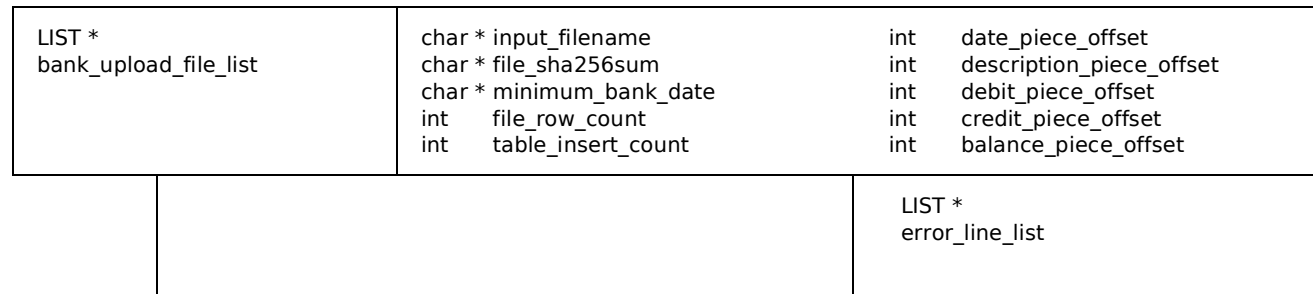 LIST *
bank_upload_file_list
char * input_filename
char * file_sha256sum
char * minimum_bank_date
int file_row_count
int table_insert_count
int date_piece_offset
int description_piece_offset
int debit_piece_offset
int credit_piece_offset
int balance_piece_offset
LIST *
error_line_list